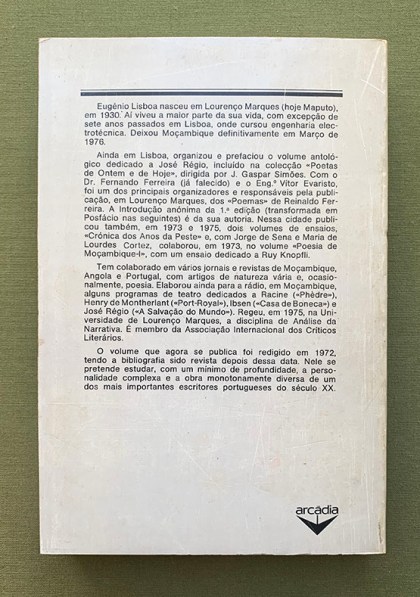 Eugênio Lisboa nasceu em Lourenço Marques (hoje Maputo),
em 1930. Aí viveu a maior parte da sua vida, com excepção de
sete anos passados em Lisboa, onde cursou engenharia elec-
trotécnica. Deixou Moçambique definitivamente em Março de
1976.
Ainda em Lisboa, organizou e prefaciou o volume antoló-
gico dedicado a José Régio, incluído na colecção «Poetas
de Ontem e de Hoje», dirigida por J. Gaspar Simões. Com o
Dr. Fernando Ferreira (já falecido) e o Eng.º Vítor Evaristo,
foi um dos principais organizadores e responsáveis pela publi-
cação, em Lourenço Marques, dos «Poemas» de Reinaldo Fer-
reira. A Introdução anónima da 1.ª edição (transformada em
Posfácio nas seguintes) é da sua autoria. Nessa cidade publi-
cou também, em 1973 e 1975, dois volumes de ensaios,
«Crónica dos Anos da Peste» e, com Jorge de Sena e Maria de
Lourdes Cortez, colaborou, em 1973, no volume «Poesia de
Moçambique-I», com um ensaio dedicado a Ruy Knopfli.
Tem colaborado em vários jornais e revistas de Moçambique,
Angola e Portugal, com artigos de natureza vária e, ocasio-
nalmente, poesia. Elaborou ainda para a rádio, em Moçambique,
alguns programas de teatro dedicados a Racine («Phèdre»),
Henry de Montherlant («Port-Royal»), Ibsen («Casa de Boneca») e
José Régio («A Salvação do Mundo»). Regeu, em 1975, na Uni-
versidade de Lourenço Marques, a disciplina de Análise da
Narrativa. É membro da Associação Internacional dos Críticos
Literários.
O volume que agora se publica foi redigido em 1972,
tendo a bibliografia sido revista depois dessa data. Nele se
pretende estudar, com um mínimo de profundidade, a perso-
nalidade complexa e a obra monotonamente diversa de um
dos mais importantes escritores portugueses do século XX.
arcádia